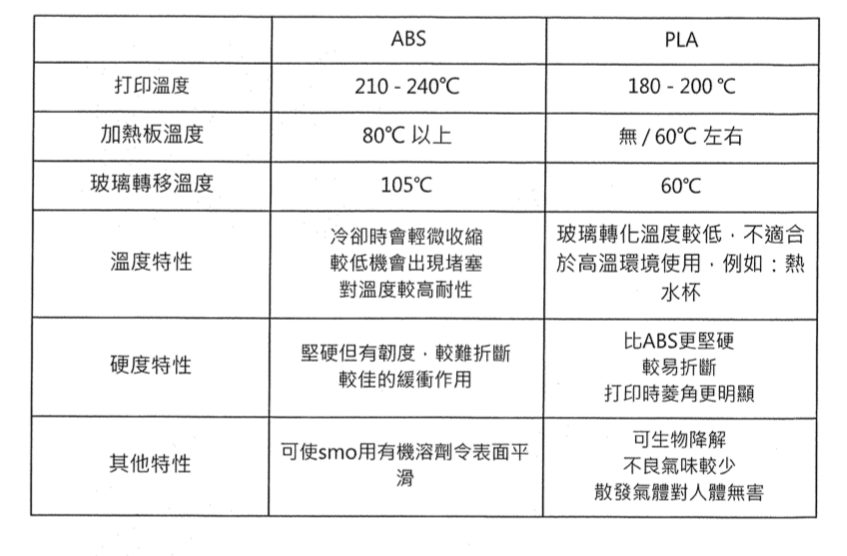 ABS
PLA
打印溫度
210 - 240℃
180 - 200 ℃
加熱板溫度
80℃ 以上
無 / 60℃ 左右
玻璃轉移溫度
105℃
60℃
溫度特性
冷卻時會輕微收縮
較低機會出現堵塞
對溫度較高耐性
玻璃轉化溫度較低，不適合
於高溫環境使用，例如：熱
水杯
硬度特性
堅硬但有韌度，較難折斷
較佳的緩衝作用
比ABS更堅硬
較易折斷
打印時菱角更明顯
其他特性
可使smo用有機溶劑令表面平
滑
可生物降解
不良氣味較少
散發氣體對人體無害